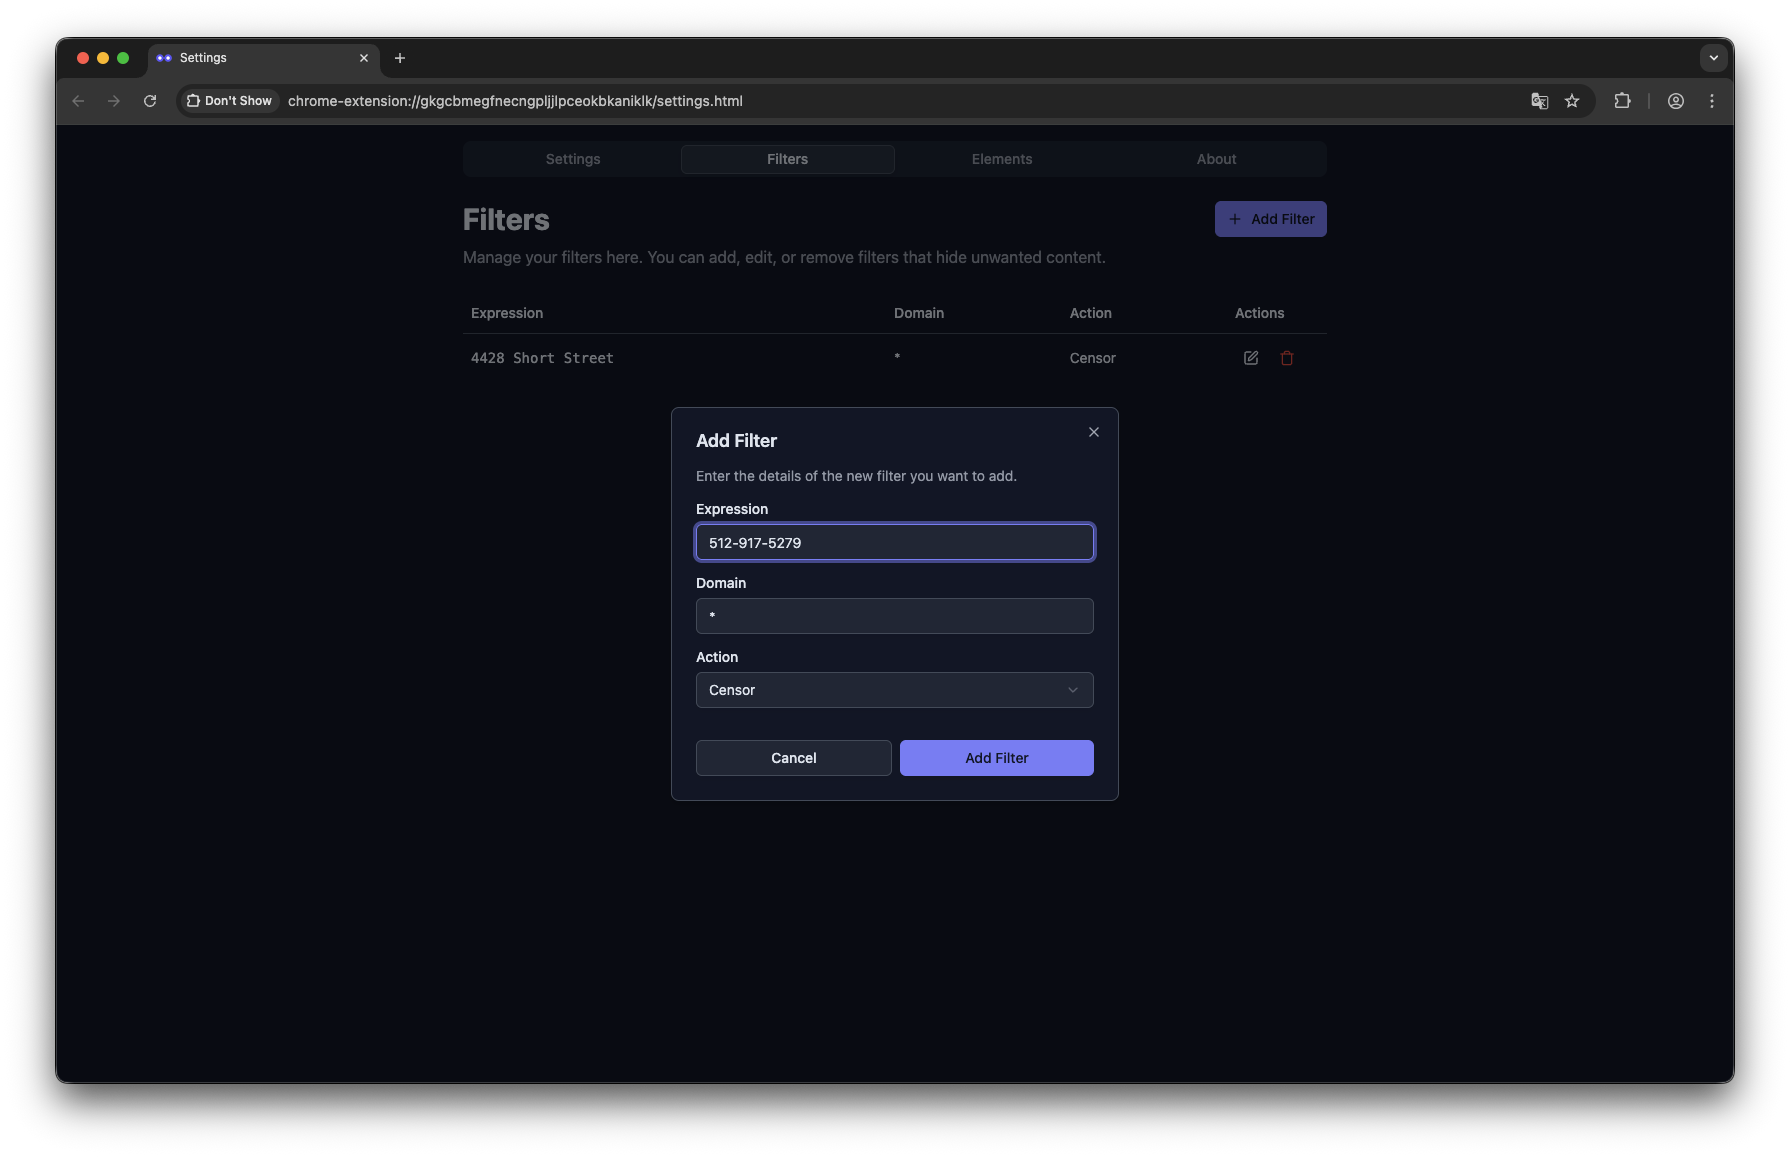 Settings
Don't Show chrome-extension://gkgcbmegfnecngpljjlpceokbkaniklk/settings.html
Settings Filters Elements About
Filters
+ Add Filter
Manage your filters here. You can add, edit, or remove filters that hide unwanted content.
Expression Domain Action Actions
4428 Short Street * Censor
Add Filter
Enter the details of the new filter you want to add.
Expression
512-917-5279
Domain
*
Action
Censor
Cancel Add Filter